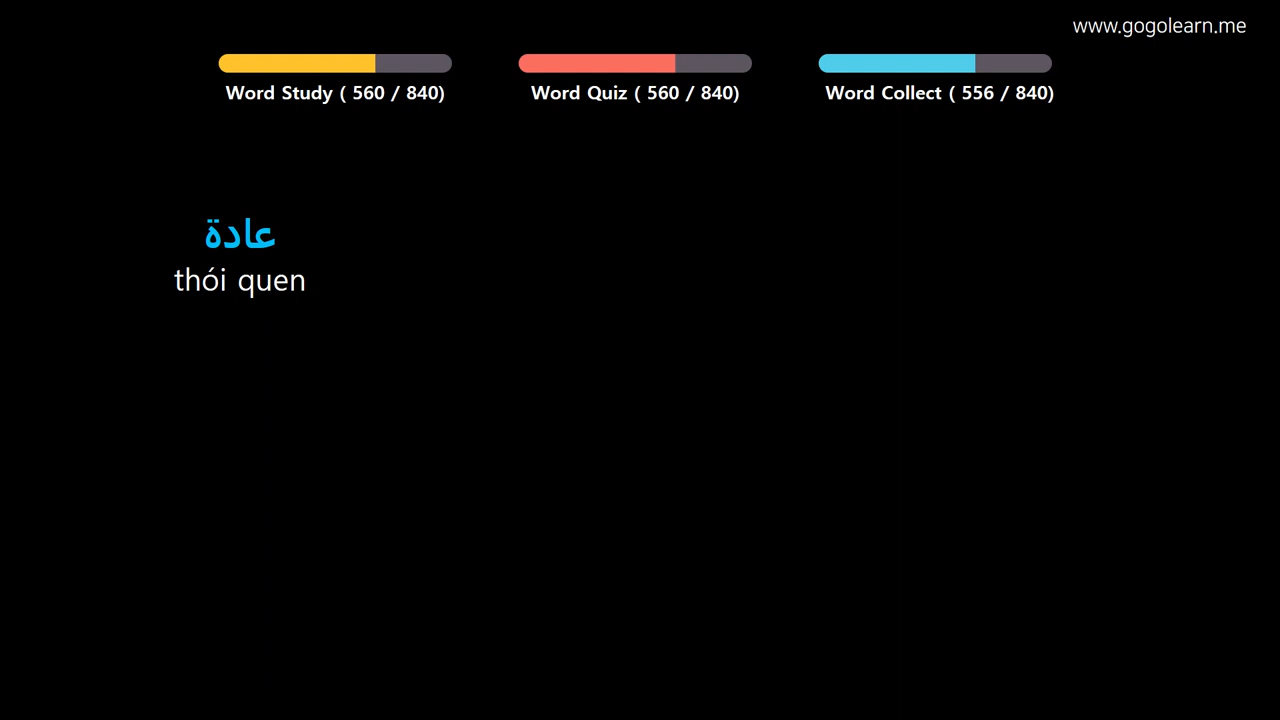 www.gogolearn.me
Word Study ( 560 / 840)
Word Quiz ( 560 / 840)
Word Collect ( 556 / 840)
عادة
thói quen